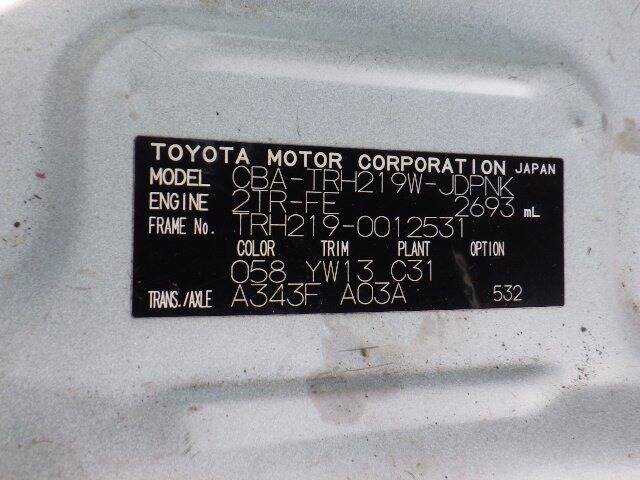 TOYOTA MOTOR CORPORATION JAPAN
MODEL CBA-TRH219W-JDPNK
ENGINE 2TR-FE 2693 mL
FRAME No. TRH219-0012531
COLOR TRIM PLANT OPTION
058 YW13 C31
TRANS./AXLE A343F A03A 532